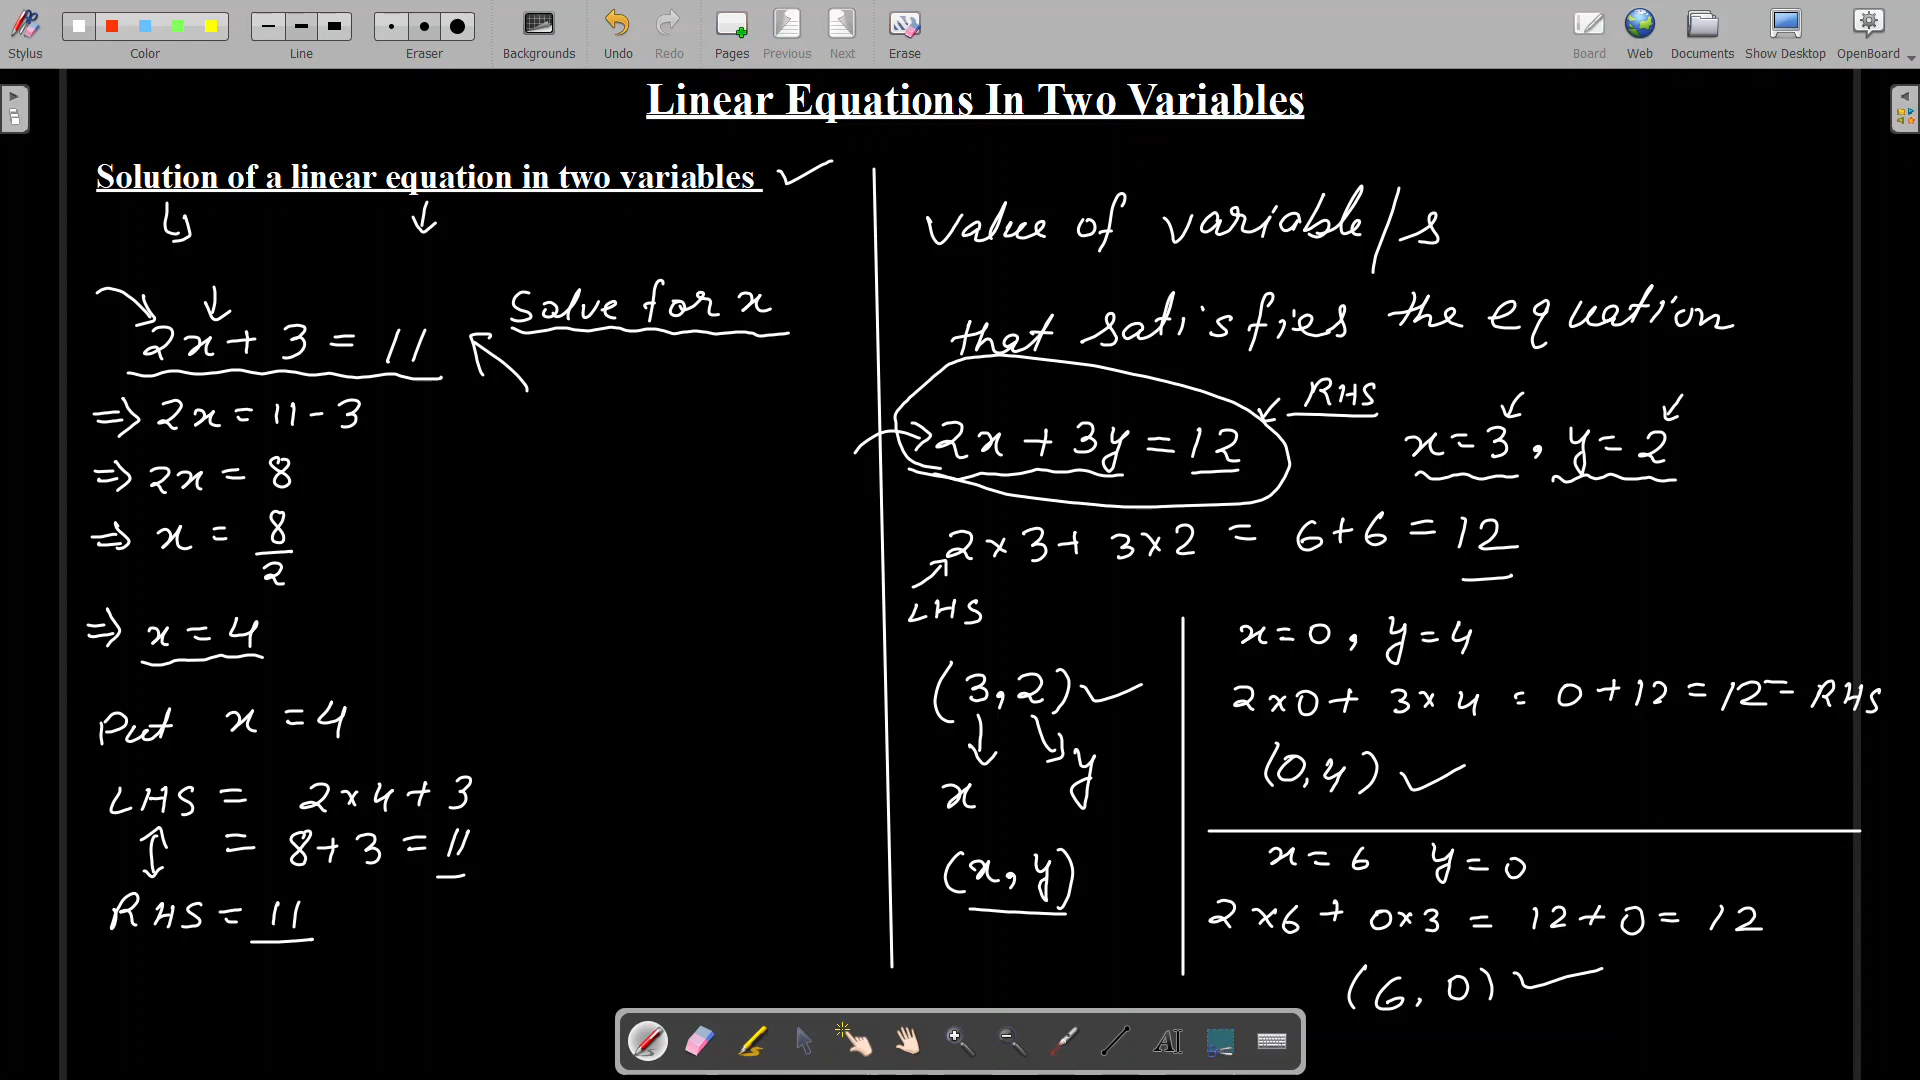 Stylus Color Line Eraser Backgrounds Undo Redo Pages Previous Next Erase Board Web Documents Show Desktop OpenBoard
Linear Equations In Two Variables
Solution of a linear equation in two variables
2x + 3 = 11
Solve for x
⇒ 2x = 11 - 3
⇒ 2x = 8
⇒ x = 8/2
⇒ x = 4
Put x = 4
LHS = 2 × 4 + 3
= 8 + 3 = 11
RHS = 11
Value of variable/s
that satisfies the equation
RHS
2x + 3y = 12
x = 3, y = 2
2 × 3 + 3 × 2 = 6 + 6 = 12
LHS
(3, 2)
x y
(x, y)
x = 0, y = 4
2 × 0 + 3 × 4 = 0 + 12 = 12 = RHS
(0, 4)
x = 6 y = 0
2 × 6 + 0 × 3 = 12 + 0 = 12
(6, 0)
AI